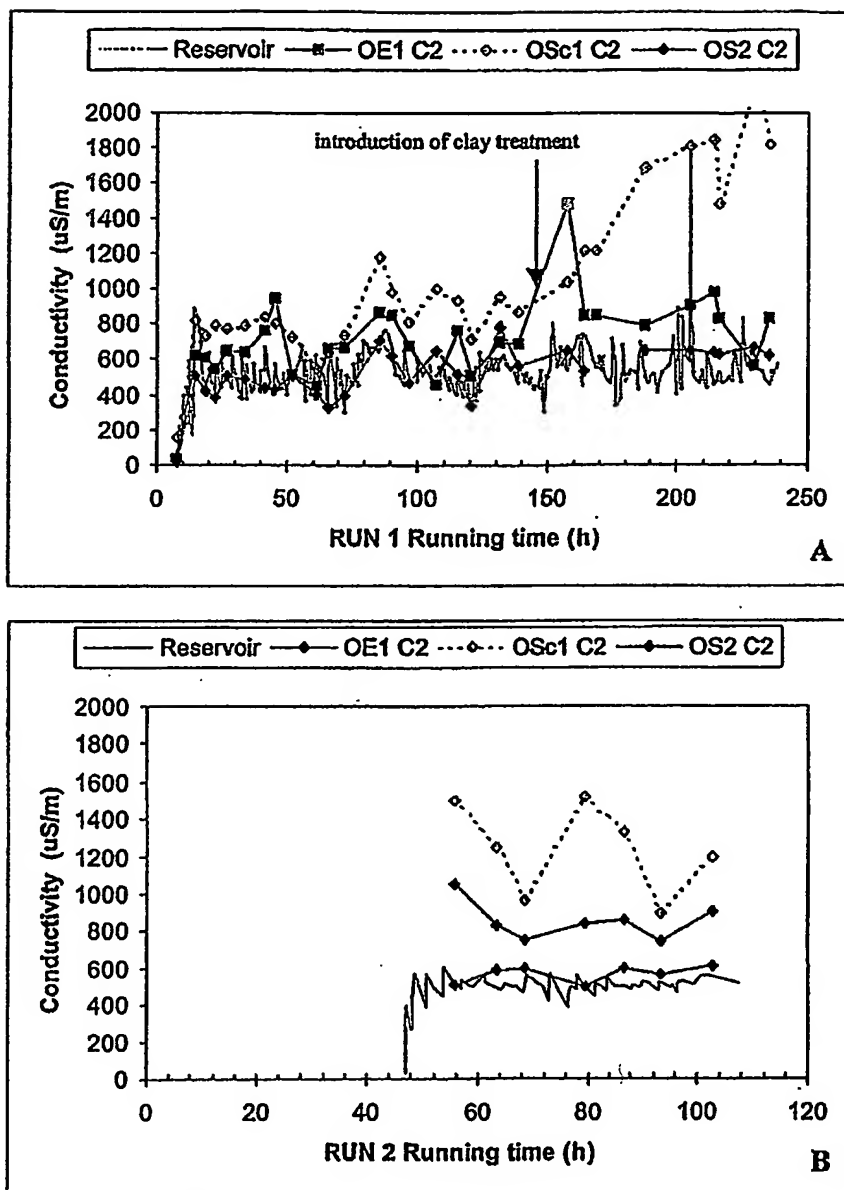 Reservoir OE1 C2 OSc1 C2 OS2 C2
2000
1800
1600
1400
1200
1000
800
600
400
200
0
Conductivity (uS/m)
introduction of clay treatment
0 50 100 150 200 250
RUN 1 Running time (h)
A
Reservoir OE1 C2 OSc1 C2 OS2 C2
2000
1800
1600
1400
1200
1000
800
600
400
200
0
Conductivity (uS/m)
0 20 40 60 80 100 120
RUN 2 Running time (h)
B